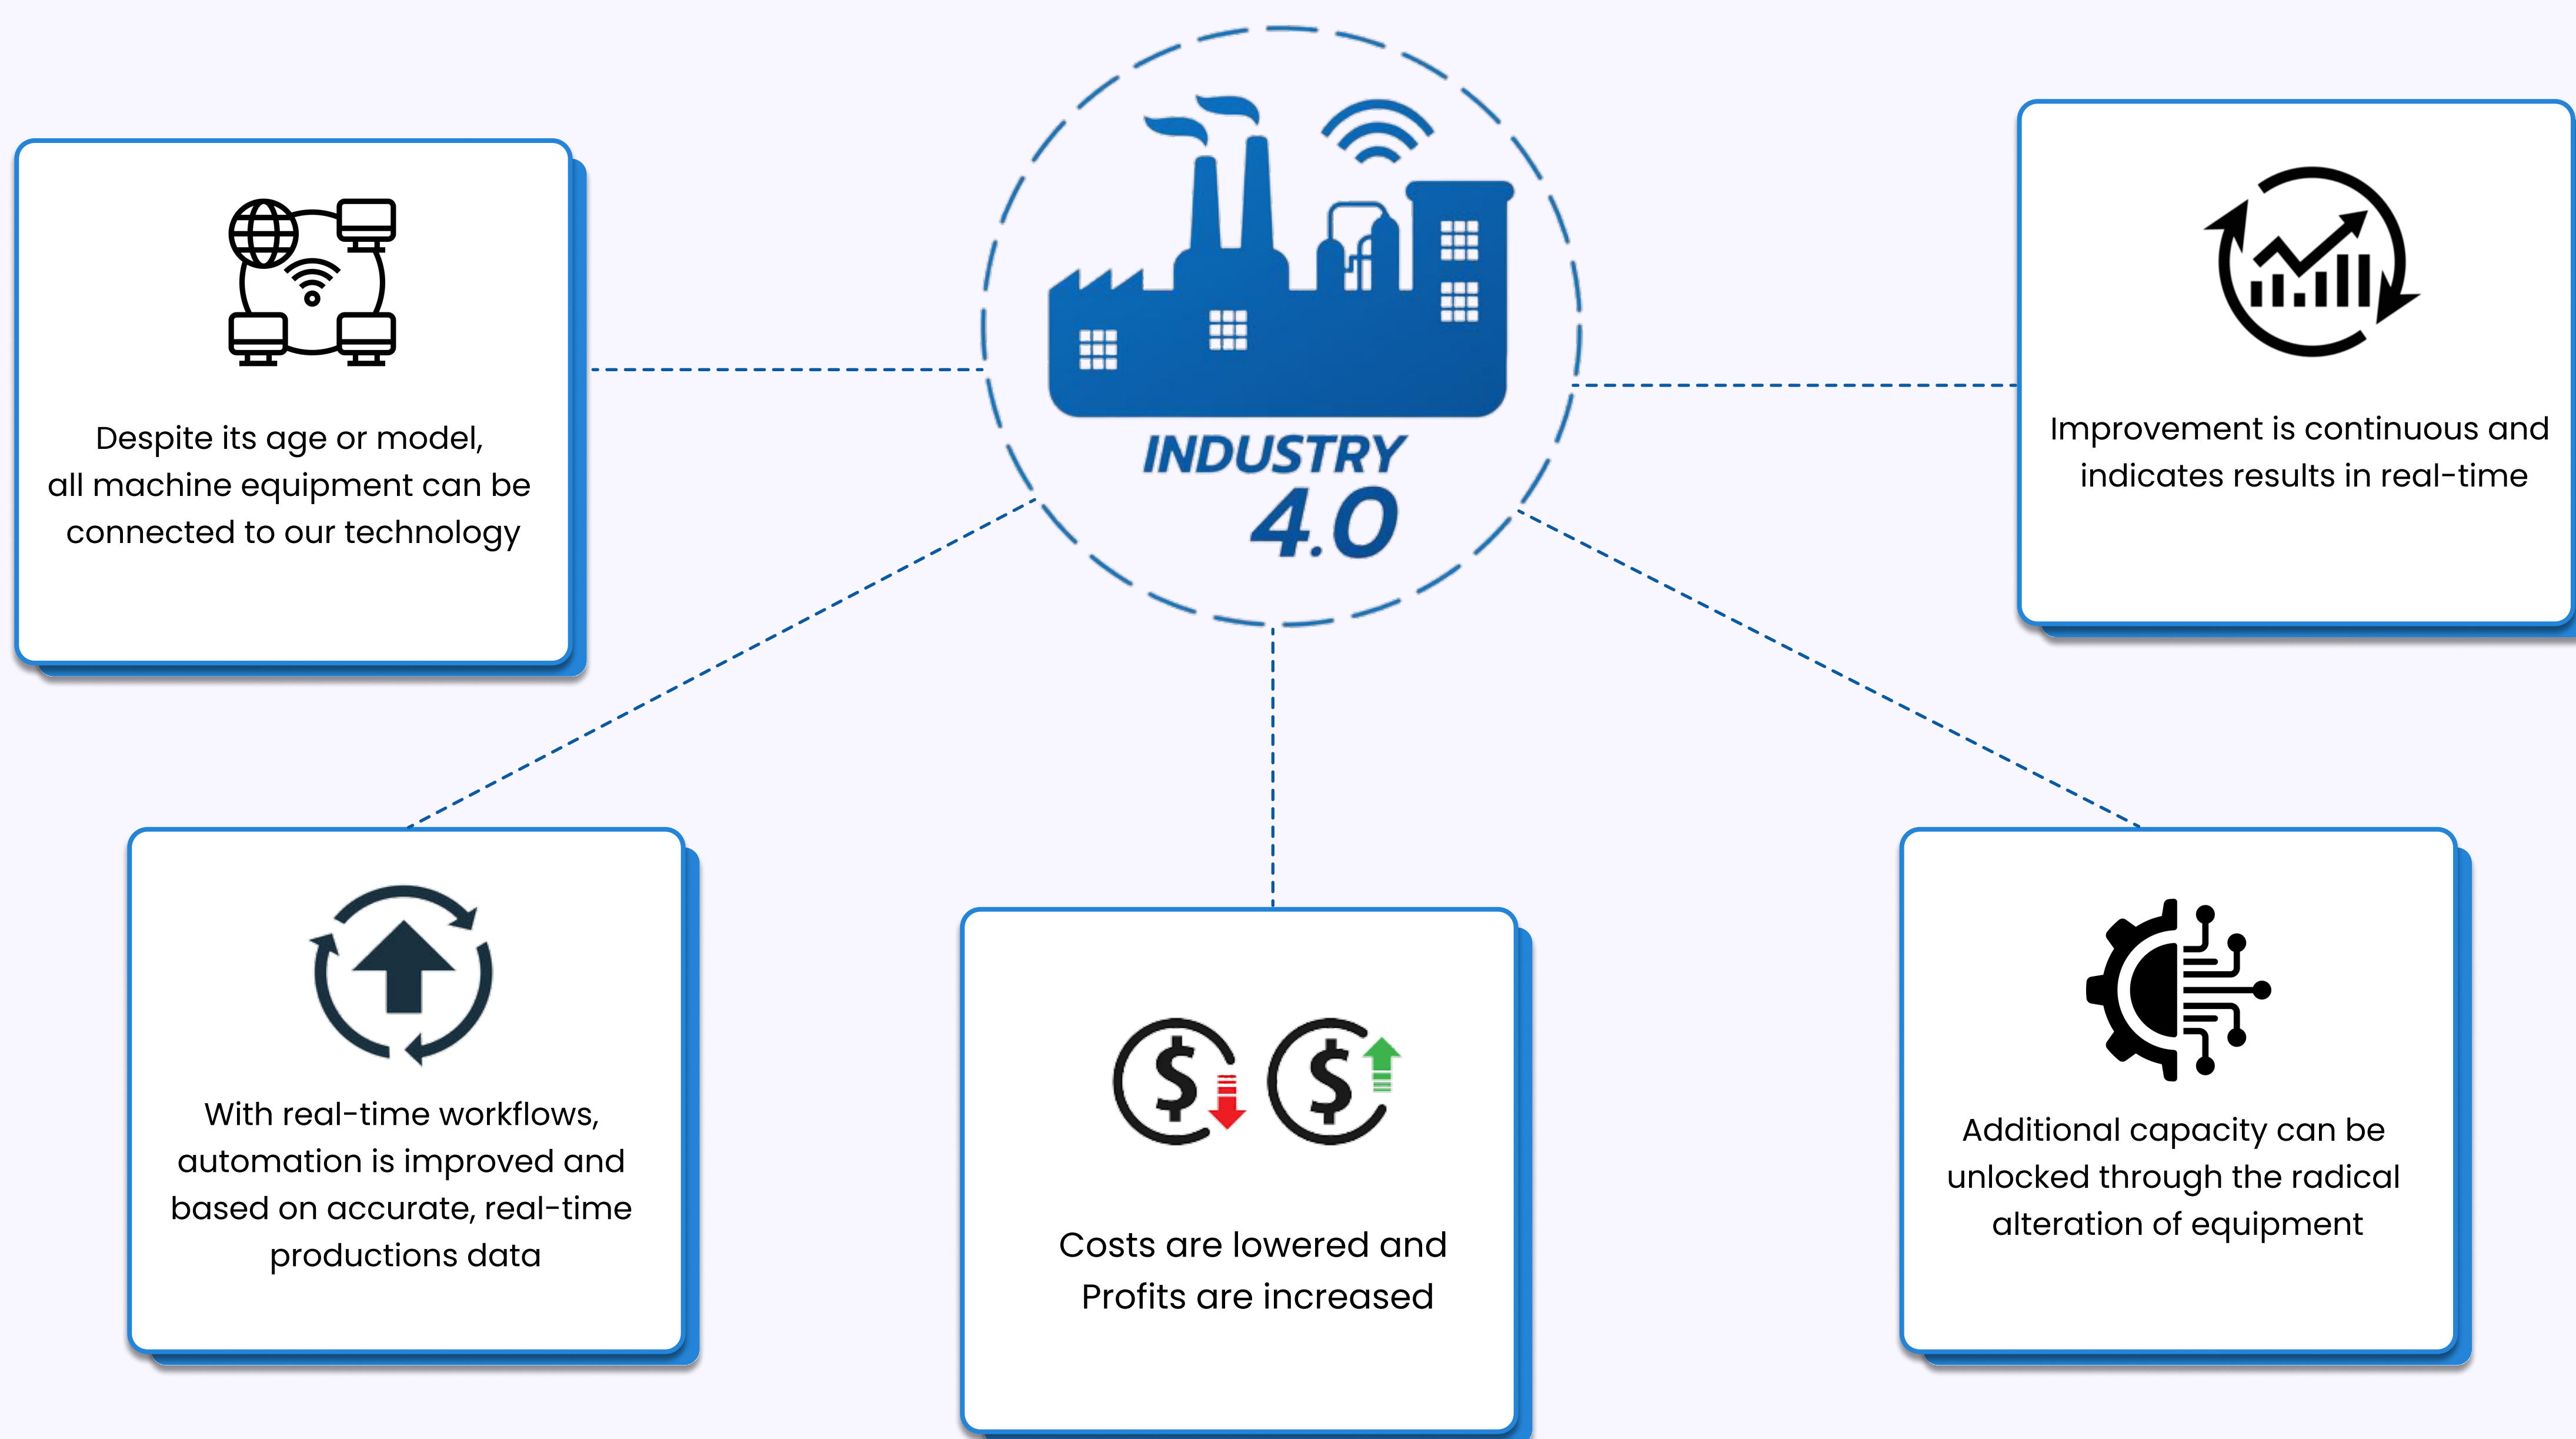 INDUSTRY
4.0
Despite its age or model,
all machine equipment can be
connected to our technology
Improvement is continuous and
indicates results in real-time
With real-time workflows,
automation is improved and
based on accurate, real-time
productions data
Costs are lowered and
Profits are increased
Additional capacity can be
unlocked through the radical
alteration of equipment